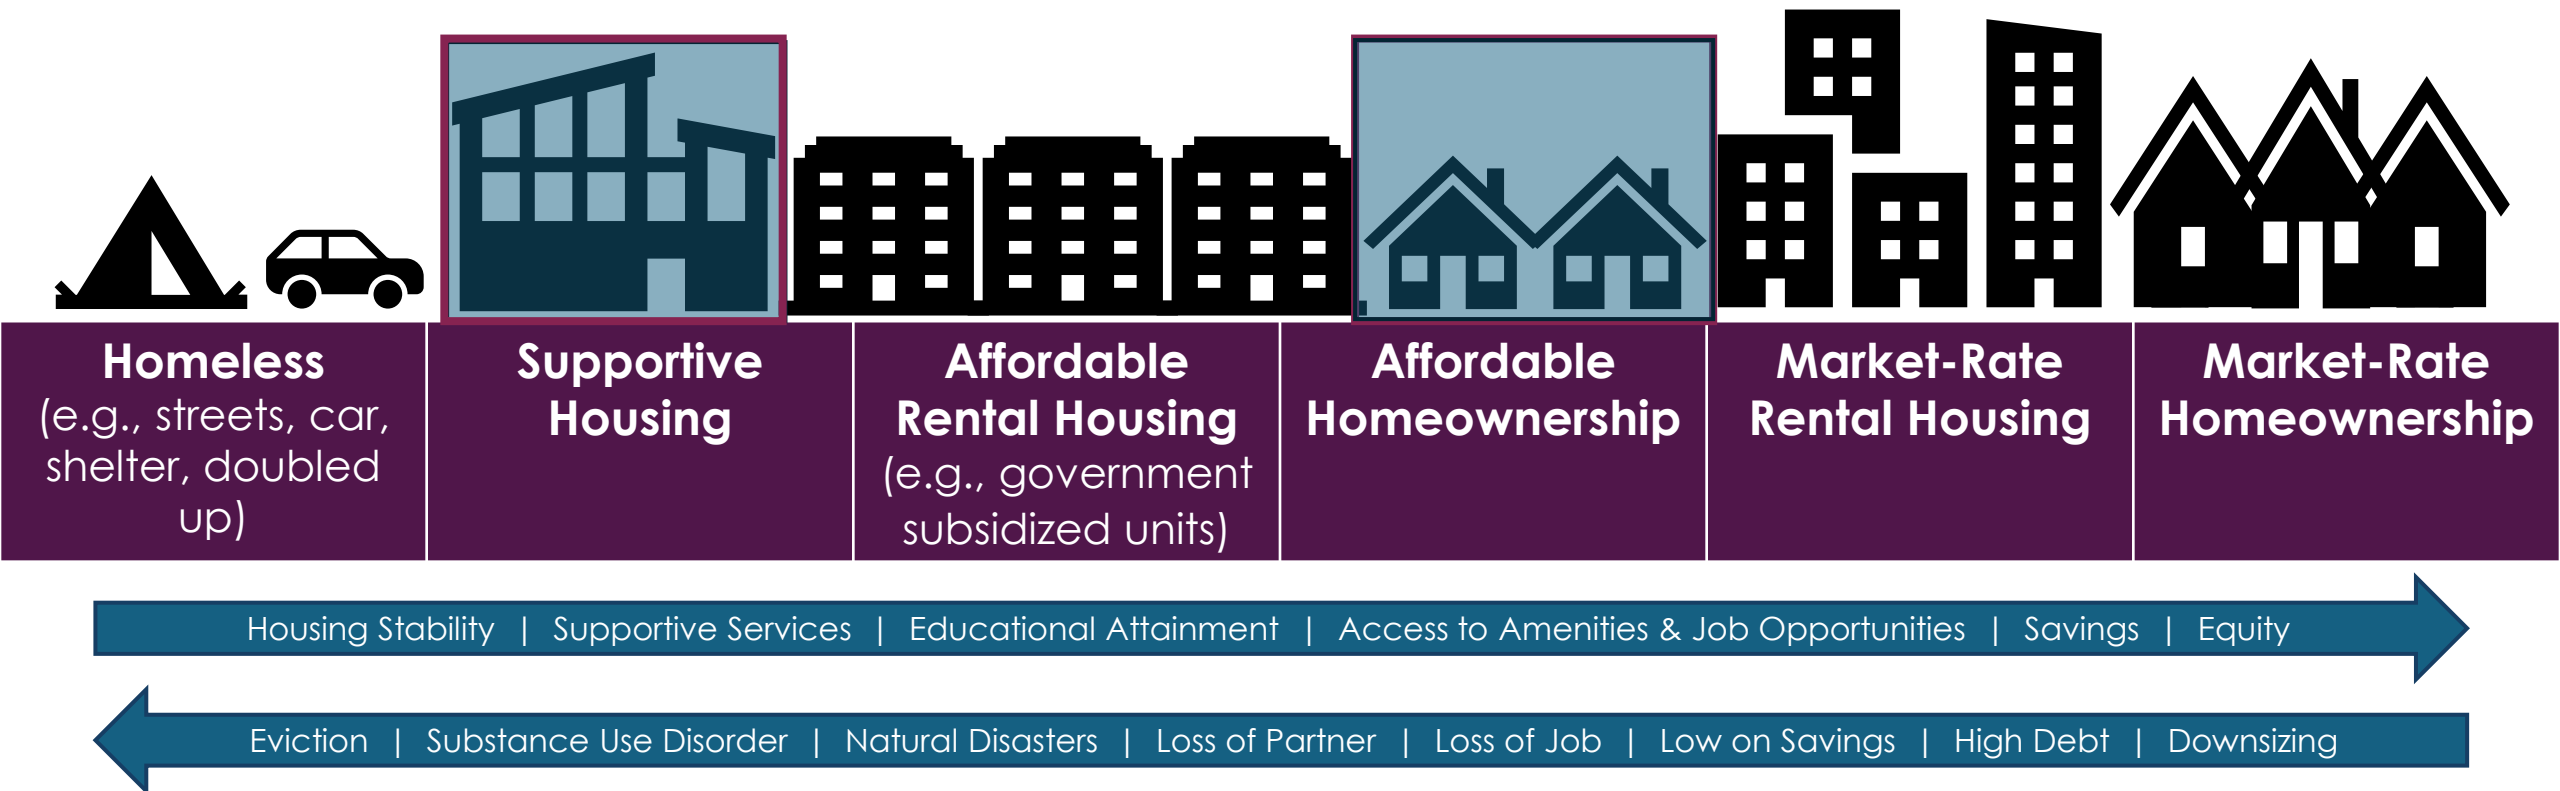 Homeless
(e.g., streets, car,
shelter, doubled
up)
Supportive
Housing
Affordable
Rental Housing
(e.g., government
subsidized units)
Affordable
Homeownership
Market-Rate
Rental Housing
Market-Rate
Homeownership
Housing Stability | Supportive Services | Educational Attainment | Access to Amenities & Job Opportunities | Savings | Equity
Eviction | Substance Use Disorder | Natural Disasters | Loss of Partner | Loss of Job | Low on Savings | High Debt | Downsizing